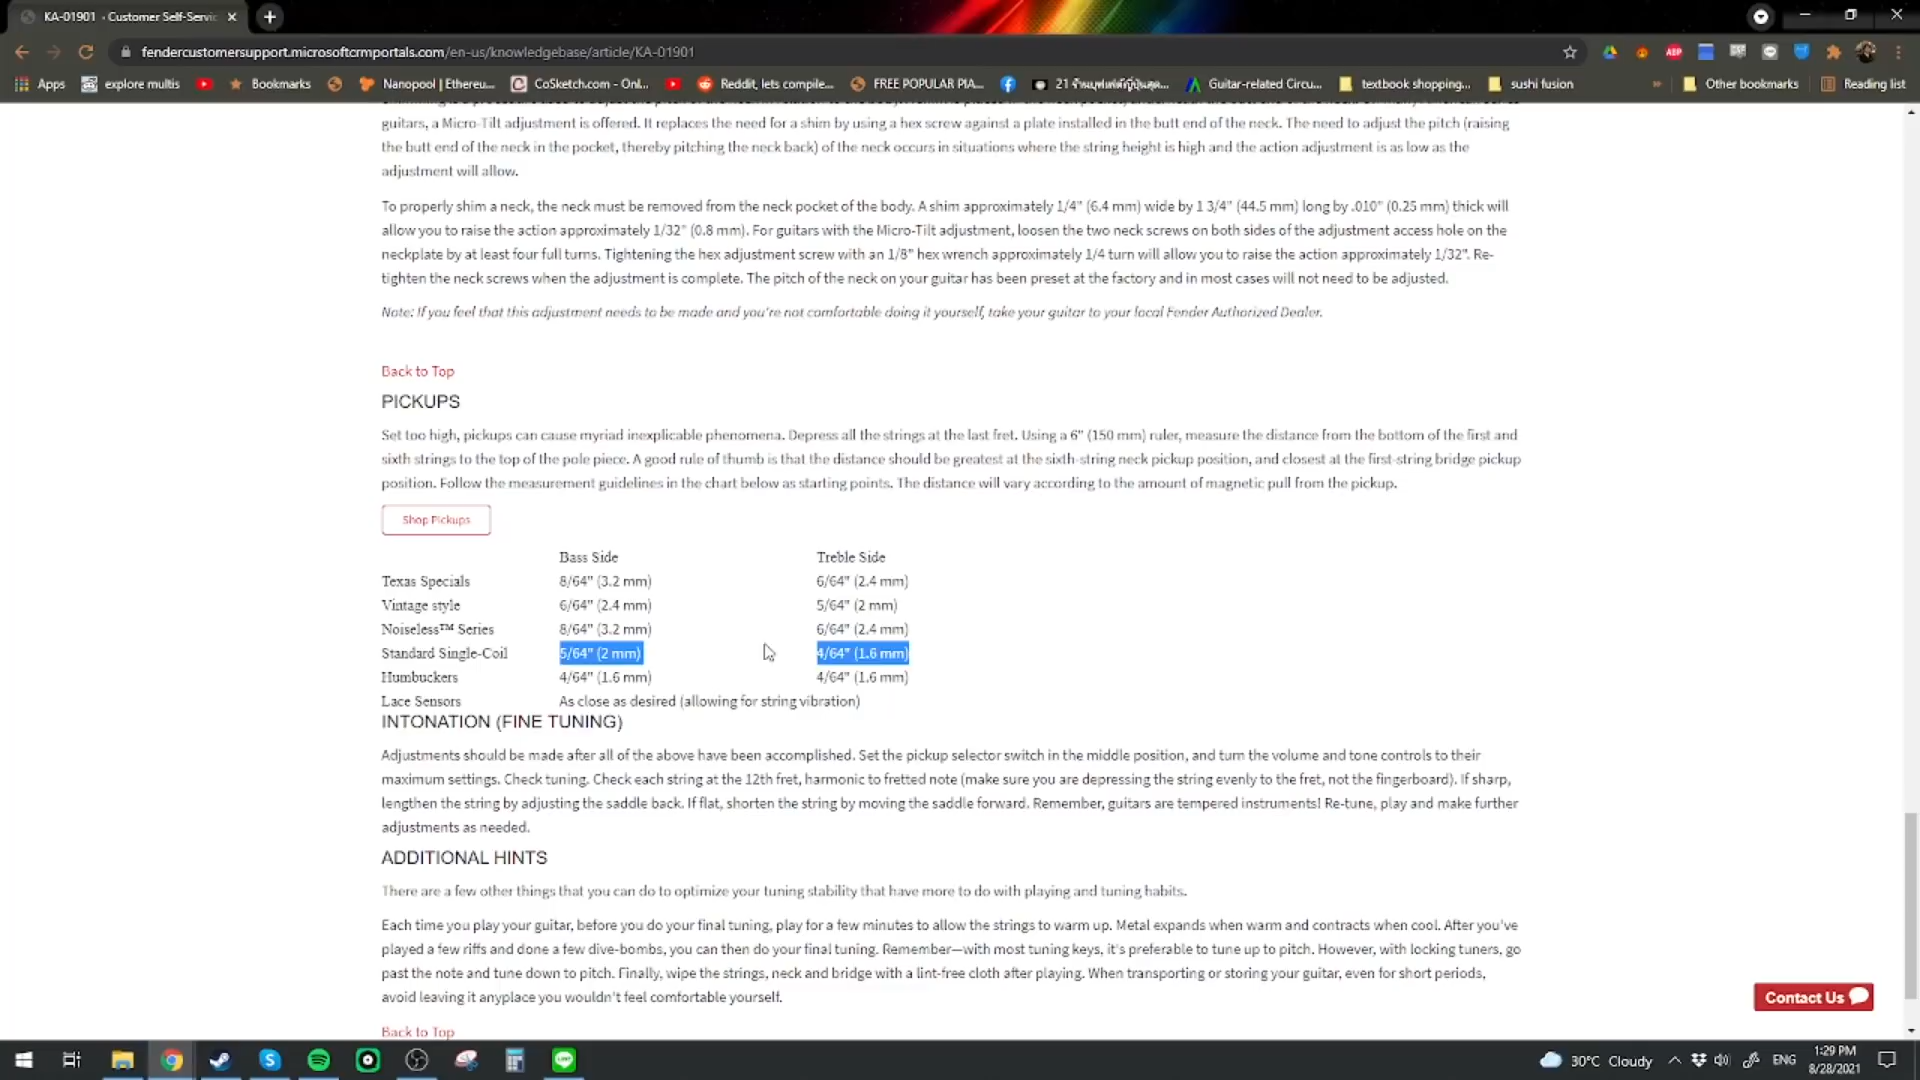 KA-01901 · Customer Self-Servic
fendercustomersupport.microsoftcrmportals.com/en-us/knowledgebase/article/KA-01901
Apps explore multis Bookmarks Nanopool | Ethereu... CoSketch.com - Onl... Reddit, lets compile... FREE POPULAR PIA... Guitar-related Circu... textbook shopping,... sushi fusion » Other bookmarks Reading list
guitars, a Micro-Tilt adjustment is offered. It replaces the need for a shim by using a hex screw against a plate installed in the butt end of the neck. The need to adjust the pitch (raising
the butt end of the neck in the pocket, thereby pitching the neck back) of the neck occurs in situations where the string height is high and the action adjustment is as low as the
adjustment will allow.
To properly shim a neck, the neck must be removed from the neck pocket of the body. A shim approximately 1/4" (6.4 mm) wide by 1 3/4" (44.5 mm) long by .010" (0.25 mm) thick will
allow you to raise the action approximately 1/32" (0.8 mm). For guitars with the Micro-Tilt adjustment, loosen the two neck screws on both sides of the adjustment access hole on the
neckplate by at least four full turns. Tightening the hex adjustment screw with an 1/8" hex wrench approximately 1/4 turn will allow you to raise the action approximately 1/32". Re-
tighten the neck screws when the adjustment is complete. The pitch of the neck on your guitar has been preset at the factory and in most cases will not need to be adjusted.
Note: If you feel that this adjustment needs to be made and you're not comfortable doing it yourself, take your guitar to your local Fender Authorized Dealer.
Back to Top
PICKUPS
Set too high, pickups can cause myriad inexplicable phenomena. Depress all the strings at the last fret. Using a 6" (150 mm) ruler, measure the distance from the bottom of the first and
sixth strings to the top of the pole piece. A good rule of thumb is that the distance should be greatest at the sixth-string neck pickup position, and closest at the first-string bridge pickup
position. Follow the measurement guidelines in the chart below as starting points. The distance will vary according to the amount of magnetic pull from the pickup.
Shop Pickups
Bass Side Treble Side
Texas Specials 8/64" (3.2 mm) 6/64" (2.4 mm)
Vintage style 6/64" (2.4 mm) 5/64" (2 mm)
Noiseless™ Series 8/64" (3.2 mm) 6/64" (2.4 mm)
Standard Single-Coil 5/64" (2 mm) 4/64" (1.6 mm)
Humbuckers 4/64" (1.6 mm) 4/64" (1.6 mm)
Lace Sensors As close as desired (allowing for string vibration)
INTONATION (FINE TUNING)
Adjustments should be made after all of the above have been accomplished. Set the pickup selector switch in the middle position, and turn the volume and tone controls to their
maximum settings. Check tuning. Check each string at the 12th fret, harmonic to fretted note (make sure you are depressing the string evenly to the fret, not the fingerboard). If sharp,
lengthen the string by adjusting the saddle back. If flat, shorten the string by moving the saddle forward. Remember, guitars are tempered instruments! Re-tune, play and make further
adjustments as needed.
ADDITIONAL HINTS
There are a few other things that you can do to optimize your tuning stability that have more to do with playing and tuning habits.
Each time you play your guitar, before you do your final tuning, play for a few minutes to allow the strings to warm up. Metal expands when warm and contracts when cool. After you've
played a few riffs and done a few dive-bombs, you can then do your final tuning. Remember—with most tuning keys, it's preferable to tune up to pitch. However, with locking tuners, go
past the note and tune down to pitch. Finally, wipe the strings, neck and bridge with a lint-free cloth after playing. When transporting or storing your guitar, even for short periods,
avoid leaving it anyplace you wouldn't feel comfortable yourself.
Contact Us
Back to Top
30°C Cloudy ENG 1:29 PM
8/28/2021